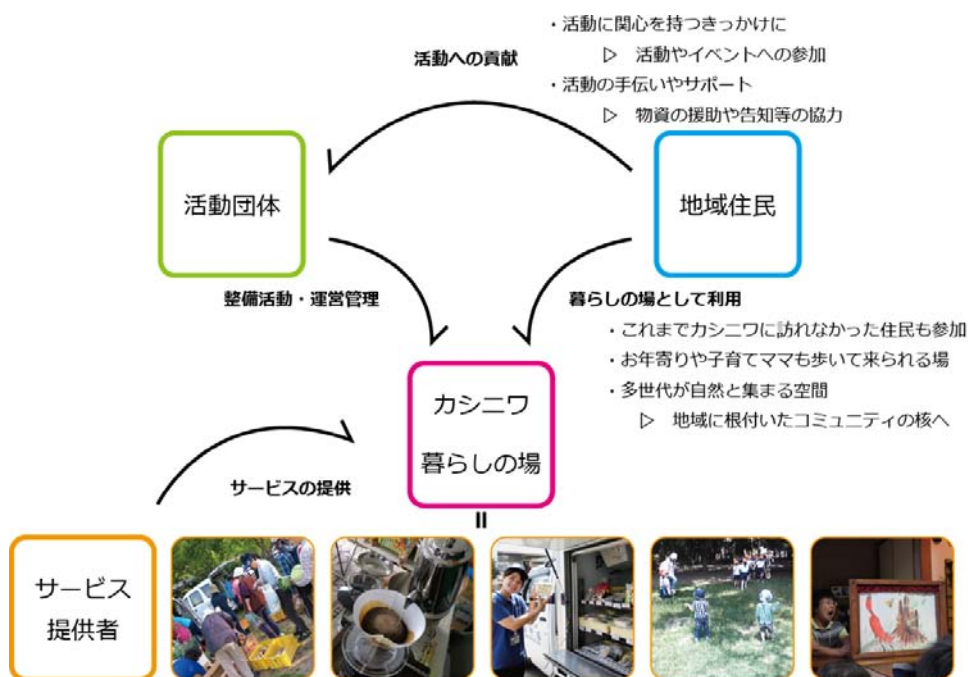 ・活動に関心を持つきっかけに
▷ 活動やイベントへの参加
活動への貢献
・活動の手伝いやサポート
▷ 物資の援助や告知等の協力
活動団体
地域住民
整備活動・運営管理
暮らしの場として利用
・これまでカシニワに訪れなかった住民も参加
・お年寄りや子育てママも歩いて来られる場
・多世代が自然と集まる空間
▷ 地域に根付いたコミュニティの核へ
カシニワ
暮らしの場
サービスの提供
=
サービス
提供者